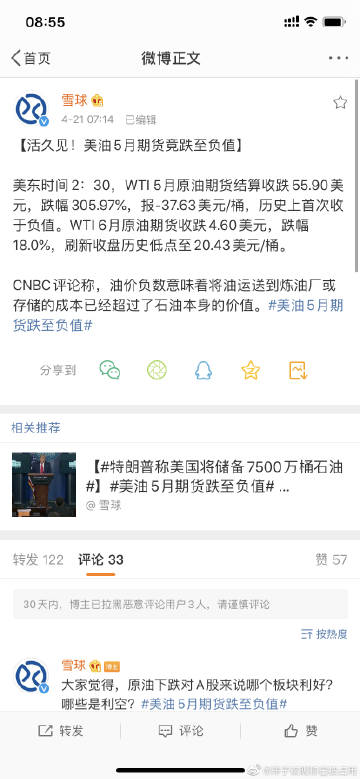 08:55
首页
微博正文
雪球
4-21 07:14 已编辑
【活久见！美油5月期货竟跌至负值】
美东时间2：30，WTI 5月原油期货结算收跌55.90美
元，跌幅305.97%，报-37.63美元/桶，历史上首次收
于负值。WTI 6月原油期货收跌4.60美元，跌幅
18.0%，刷新收盘历史低点至20.43美元/桶。
CNBC评论称，油价负数意味着将油运送到炼油厂或
存储的成本已经超过了石油本身的价值。#美油5月期
货跌至负值#
分享到
相关推荐
【#特朗普称美国将储备7500万桶石油
#】#美油5月期货跌至负值# ...
@ 雪球
转发 122 评论 33 赞 57
30天内，博主已拉黑恶意评论用户3人，请谨慎评论
按热度
雪球 博主
大家觉得，原油下跌对A股来说哪个板块利好？
哪些是利空？#美油5月期货跌至负值#
转发 评论 赞